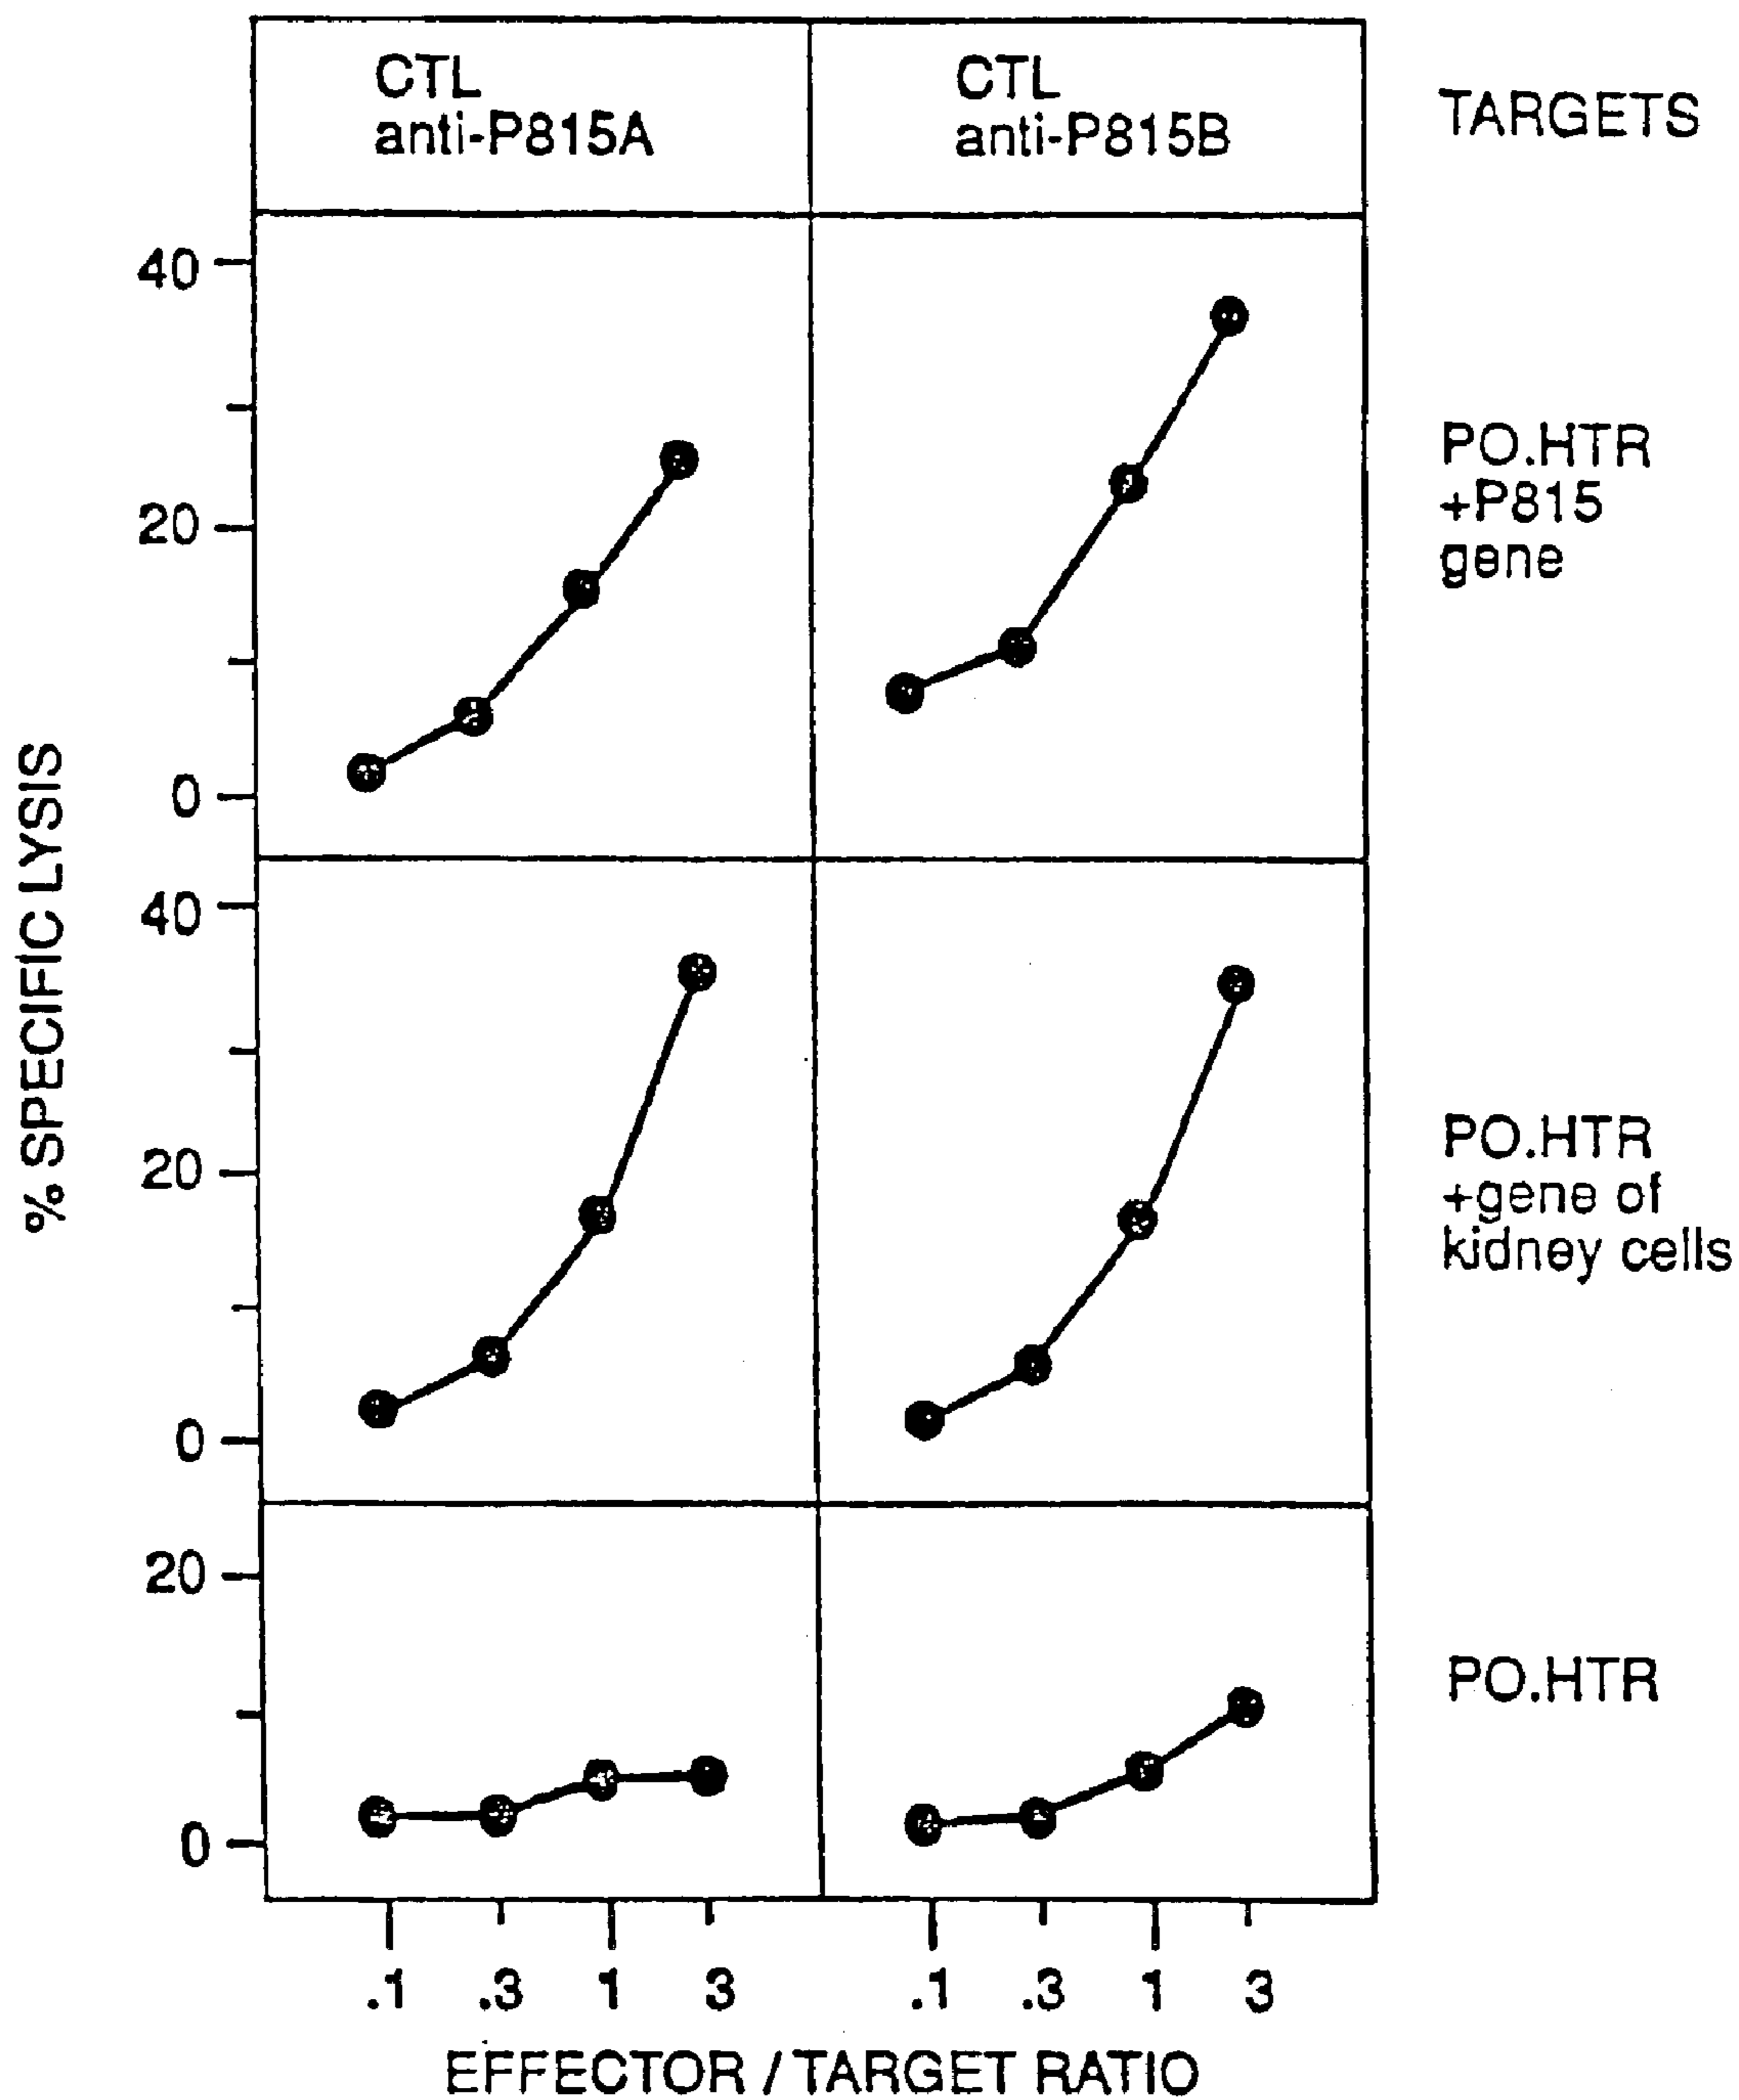 CTL
anti-P815A
CTL
anti-P815B
TARGETS
40
20
0
PO.HTR
+P815
gene
40
20
0
PO.HTR
+gene of
kidney cells
20
0
PO.HTR
% SPECIFIC LYSIS
.1 .3 1 3 .1 .3 1 3
EFFECTOR / TARGET RATIO